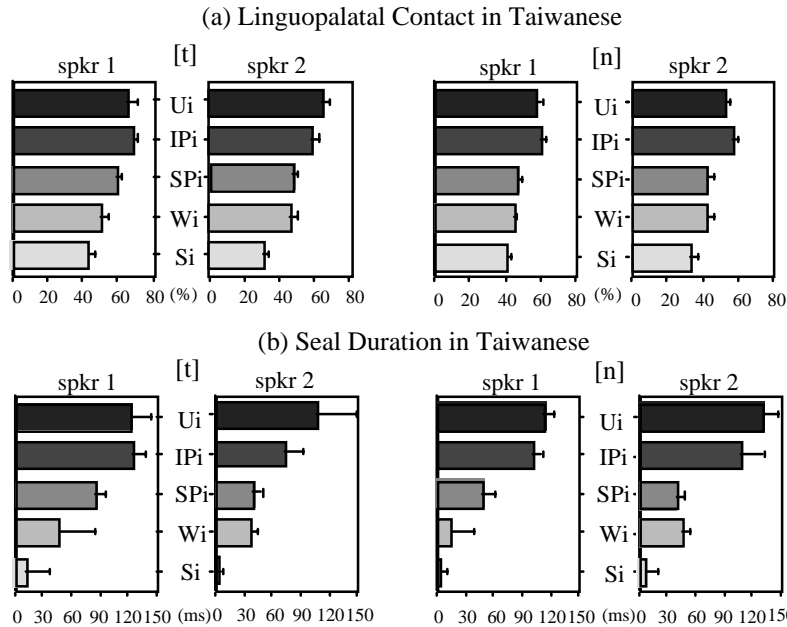 (a) Linguopalatal Contact in Taiwanese
spkr 1 [t] spkr 2 spkr 1 [n] spkr 2
Ui Ui
IPi IPi
SPi SPi
Wi Wi
Si Si
0 20 40 60 80 (%) 0 20 40 60 80 0 20 40 60 80 (%) 0 20 40 60 80
(b) Seal Duration in Taiwanese
spkr 1 [t] spkr 2 spkr 1 [n] spkr 2
Ui Ui
IPi IPi
SPi SPi
Wi Wi
Si Si
0 30 60 90 120 150 (ms) 0 30 60 90 120 150 0 30 60 90 120 150 (ms) 0 30 60 90 120 150